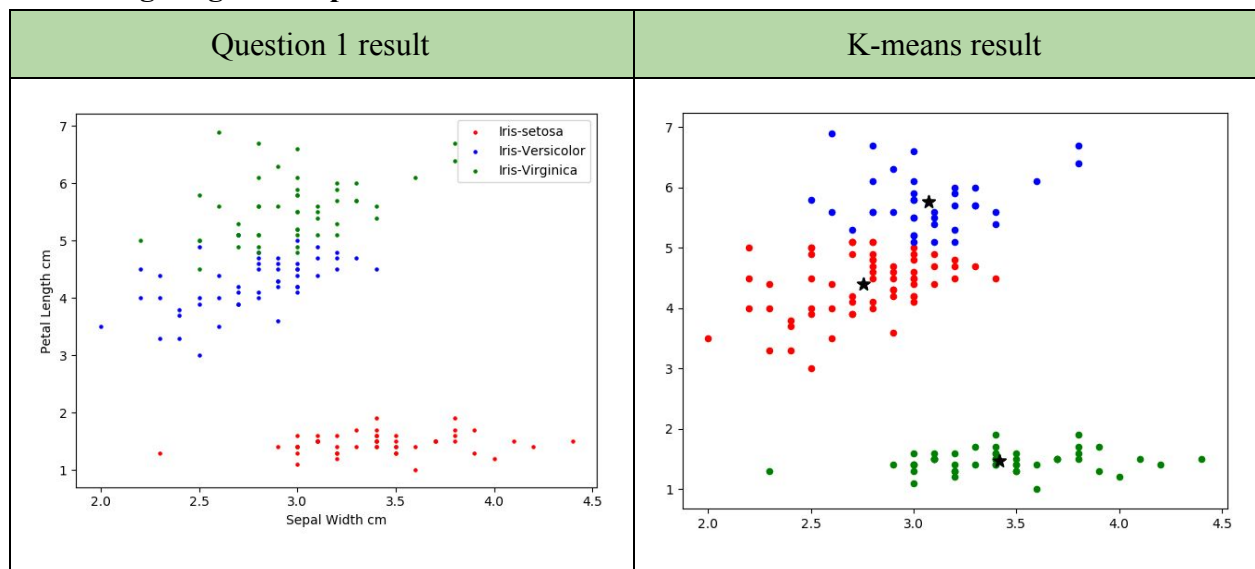 Question 1 result
K-means result
Iris-setosa
Iris-Versicolor
Iris-Virginica
Petal Length cm
7
6
5
4
3
2
1
2.0 2.5 3.0 3.5 4.0 4.5
Sepal Width cm
7
6
5
4
3
2
1
2.0 2.5 3.0 3.5 4.0 4.5